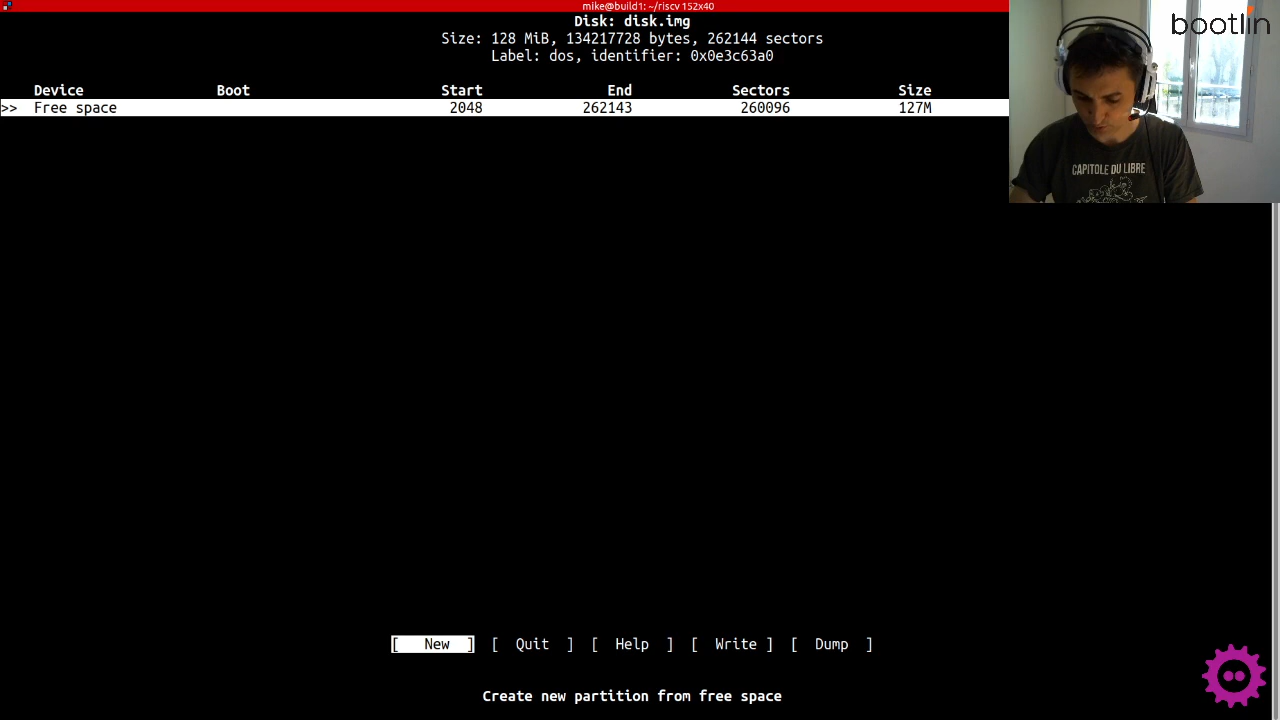 mike@build1: ~/riscv 152x40
Disk: disk.img
Size: 128 MiB, 134217728 bytes, 262144 sectors
Label: dos, identifier: 0x0e3c63a0
Device Boot Start End Sectors Size
>> Free space 2048 262143 260096 127M
[ New ] [ Quit ] [ Help ] [ Write ] [ Dump ]
Create new partition from free space
bootlin
CAPITOLE DU LIBRE